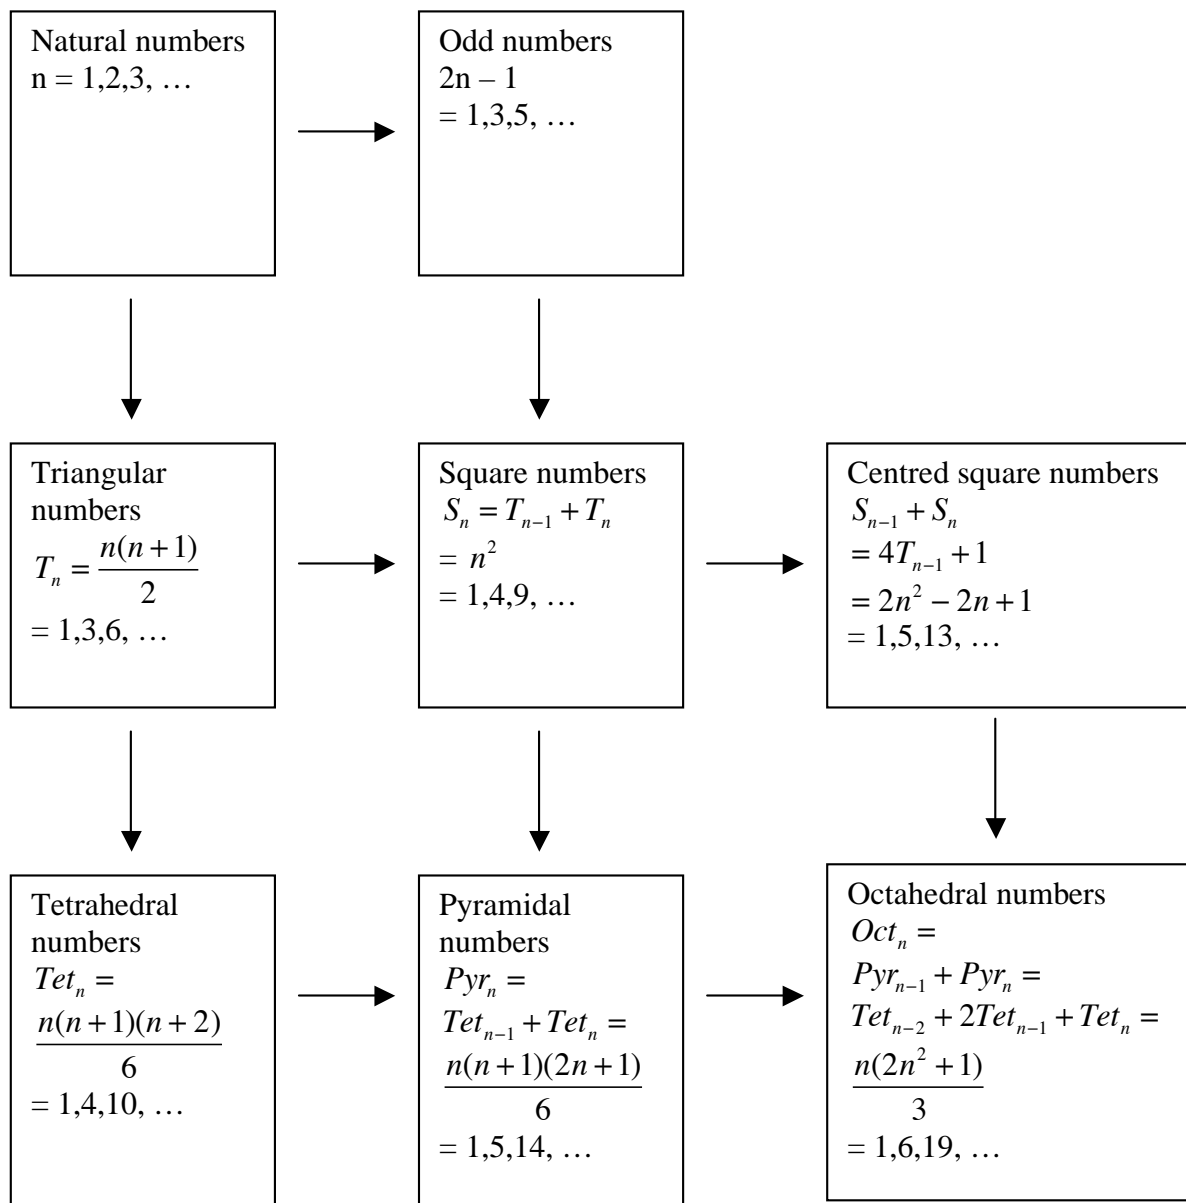 Natural numbers
n = 1,2,3, …
Odd numbers
2n – 1
= 1,3,5, …
Triangular
numbers
T_n = \frac{n(n+1)}{2}
= 1,3,6, …
Square numbers
S_n = T_{n-1} + T_n
= n^2
= 1,4,9, …
Centred square numbers
S_{n-1} + S_n
= 4T_{n-1} + 1
= 2n^2 − 2n + 1
= 1,5,13, …
Tetrahedral
numbers
Tet_n =
\frac{n(n+1)(n+2)}{6}
= 1,4,10, …
Pyramidal
numbers
Pyr_n =
Tet_{n-1} + Tet_n =
\frac{n(n+1)(2n+1)}{6}
= 1,5,14, …
Octahedral numbers
Oct_n =
Pyr_{n-1} + Pyr_n =
Tet_{n-2} + 2Tet_{n-1} + Tet_n =
\frac{n(2n^2+1)}{3}
= 1,6,19, …